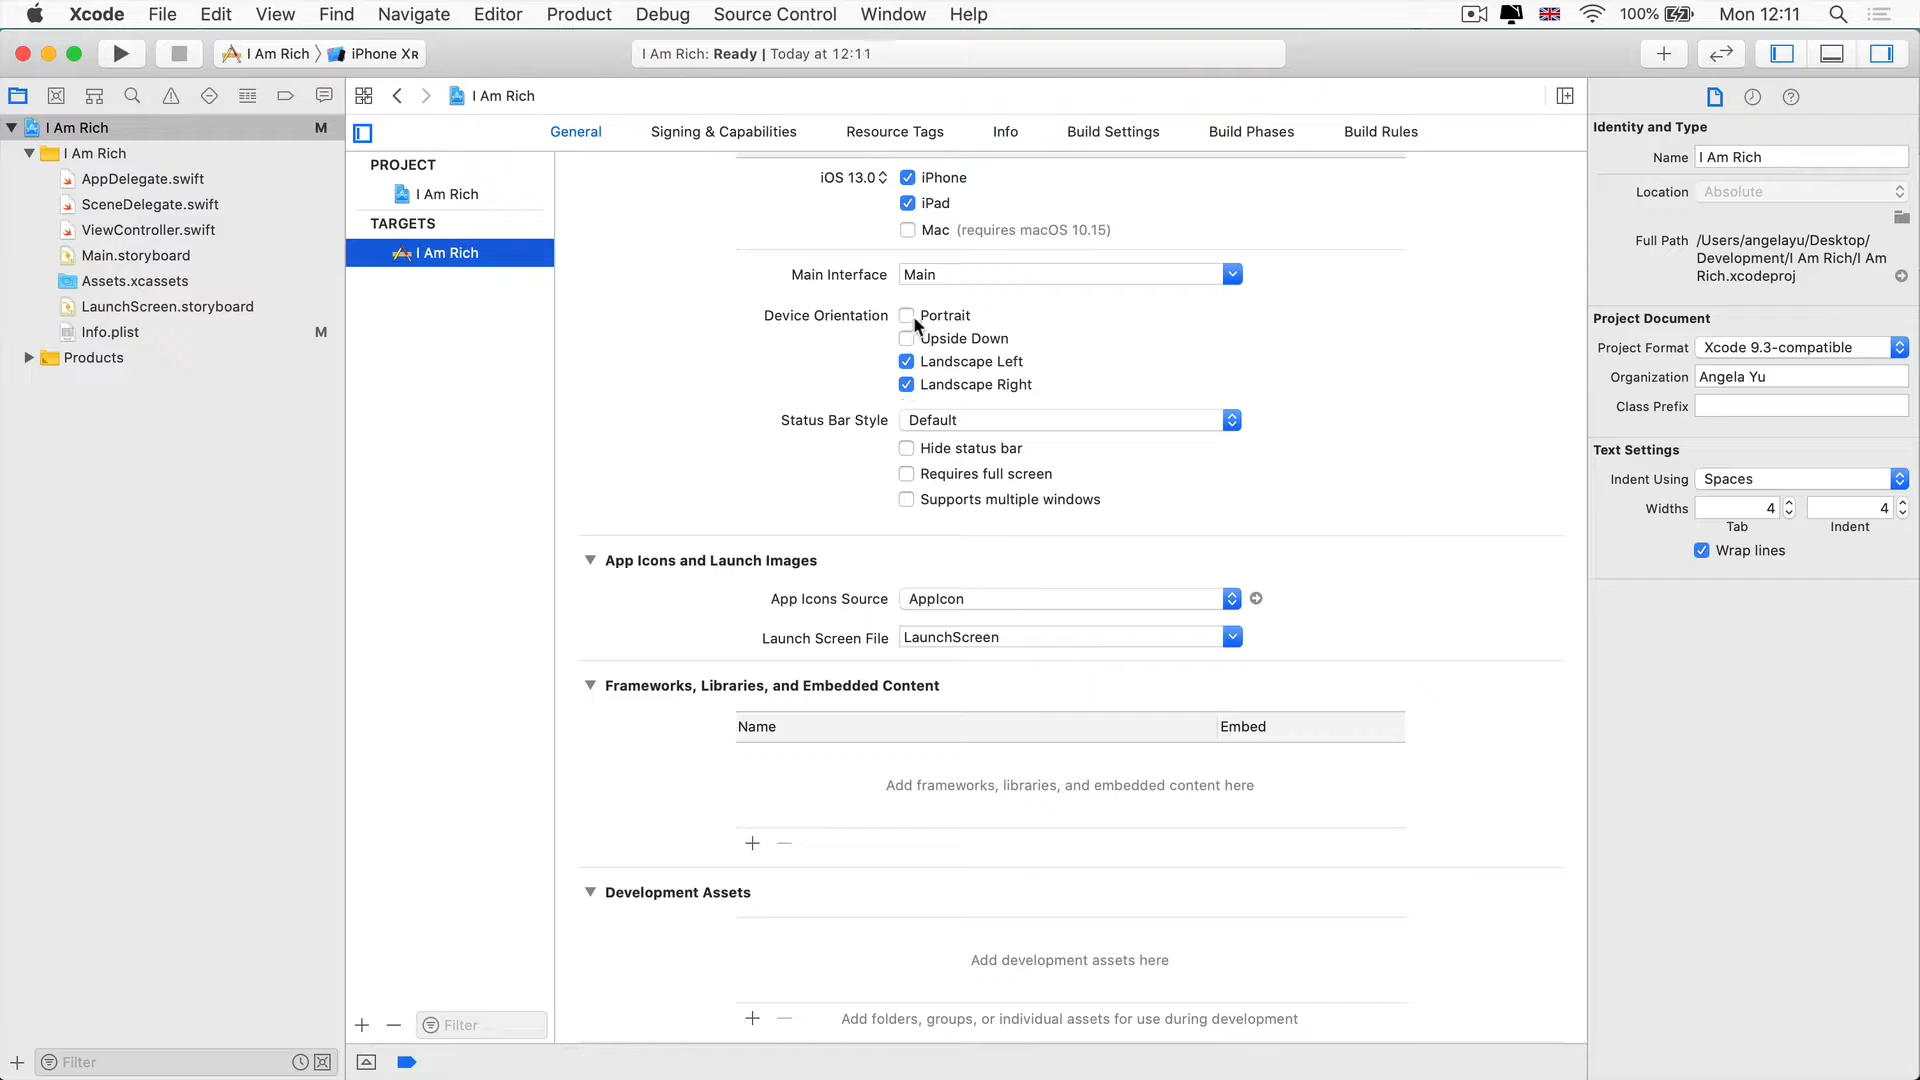 Xcode File Edit View Find Navigate Editor Product Debug Source Control Window Help 100% Mon 12:11
I Am Rich iPhone XR I Am Rich: Ready | Today at 12:11
I Am Rich
I Am Rich M
I Am Rich
AppDelegate.swift
SceneDelegate.swift
ViewController.swift
Main.storyboard
Assets.xcassets
LaunchScreen.storyboard
Info.plist M
Products
Filter
General Signing & Capabilities Resource Tags Info Build Settings Build Phases Build Rules
PROJECT
I Am Rich
TARGETS
I Am Rich
Filter
iOS 13.0 iPhone
iPad
Mac (requires macOS 10.15)
Main Interface Main
Device Orientation Portrait
Upside Down
Landscape Left
Landscape Right
Status Bar Style Default
Hide status bar
Requires full screen
Supports multiple windows
App Icons and Launch Images
App Icons Source AppIcon
Launch Screen File LaunchScreen
Frameworks, Libraries, and Embedded Content
Name Embed
Add frameworks, libraries, and embedded content here
Development Assets
Add development assets here
Add folders, groups, or individual assets for use during development
Identity and Type
Name I Am Rich
Location Absolute
Full Path /Users/angelayu/Desktop/
Development/I Am Rich/I Am
Rich.xcodeproj
Project Document
Project Format Xcode 9.3-compatible
Organization Angela Yu
Class Prefix
Text Settings
Indent Using Spaces
Widths 4 4
Tab Indent
Wrap lines